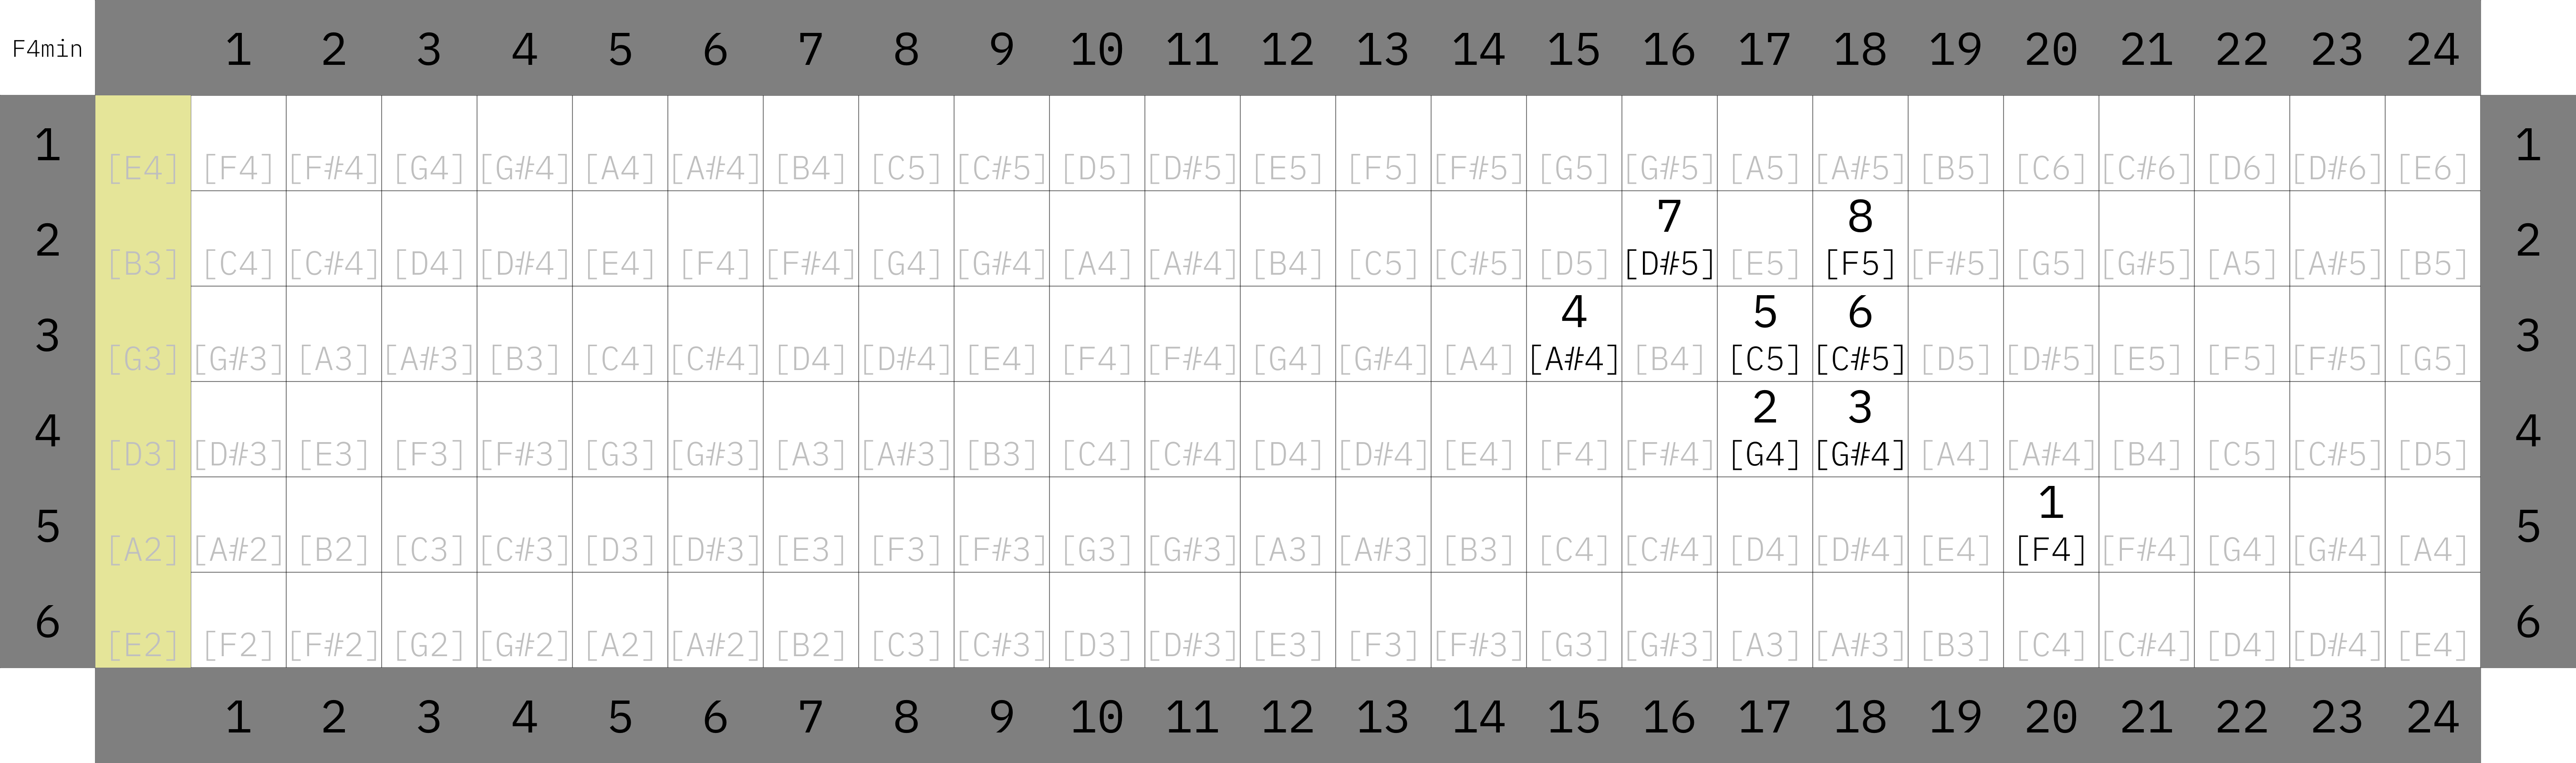 F4min 1 2 3 4 5 6 7 8 9 10 11 12 13 14 15 16 17 18 19 20 21 22 23 24
1 [E4] [F4] [F#4] [G4] [G#4] [A4] [A#4] [B4] [C5] [C#5] [D5] [D#5] [E5] [F5] [F#5] [G5] [G#5] [A5] [A#5] [B5] [C6] [C#6] [D6] [D#6] [E6] 1
7 8
2 [B3] [C4] [C#4] [D4] [D#4] [E4] [F4] [F#4] [G4] [G#4] [A4] [A#4] [B4] [C5] [C#5] [D5] [D#5] [E5] [F5] [F#5] [G5] [G#5] [A5] [A#5] [B5] 2
4 5 6
3 [G3] [G#3] [A3] [A#3] [B3] [C4] [C#4] [D4] [D#4] [E4] [F4] [F#4] [G4] [G#4] [A4] [A#4] [B4] [C5] [C#5] [D5] [D#5] [E5] [F5] [F#5] [G5] 3
2 3
4 [D3] [D#3] [E3] [F3] [F#3] [G3] [G#3] [A3] [A#3] [B3] [C4] [C#4] [D4] [D#4] [E4] [F4] [F#4] [G4] [G#4] [A4] [A#4] [B4] [C5] [C#5] [D5] 4
1
5 [A2] [A#2] [B2] [C3] [C#3] [D3] [D#3] [E3] [F3] [F#3] [G3] [G#3] [A3] [A#3] [B3] [C4] [C#4] [D4] [D#4] [E4] [F4] [F#4] [G4] [G#4] [A4] 5
6 [E2] [F2] [F#2] [G2] [G#2] [A2] [A#2] [B2] [C3] [C#3] [D3] [D#3] [E3] [F3] [F#3] [G3] [G#3] [A3] [A#3] [B3] [C4] [C#4] [D4] [D#4] [E4] 6
1 2 3 4 5 6 7 8 9 10 11 12 13 14 15 16 17 18 19 20 21 22 23 24